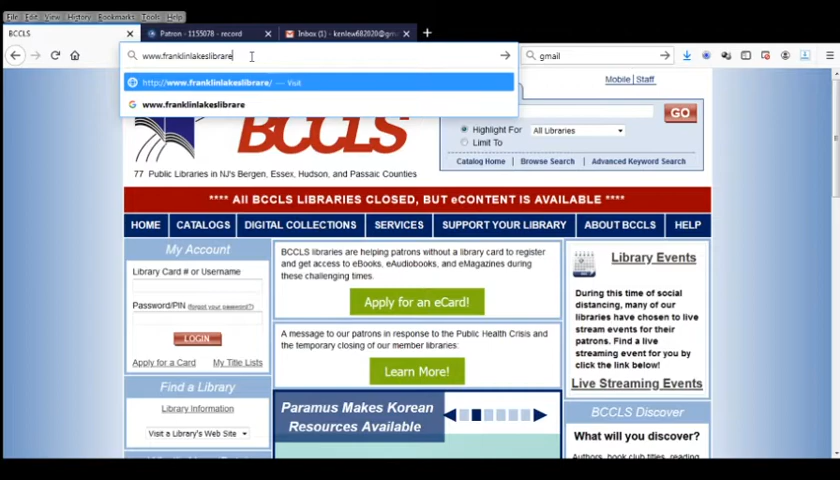 File Edit View History Bookmarks Tools Help
BCCLS
Patron - 1155078 - record
Inbox (1) - kenlew682020@gm
www.franklinlakeslibrare
gmail
http://www.franklinlakeslibrare/ — Visit
www.franklinlakeslibrare
Mobile | Staff
GO
Highlight For All Libraries
Limit To
Catalog Home Browse Search Advanced Keyword Search
BCCLS
77 Public Libraries in NJ's Bergen, Essex, Hudson, and Passaic Counties
**** All BCCLS LIBRARIES CLOSED, BUT eCONTENT IS AVAILABLE ****
HOME CATALOGS DIGITAL COLLECTIONS SERVICES SUPPORT YOUR LIBRARY ABOUT BCCLS HELP
My Account
Library Card # or Username
Password/PIN (forgot your password?)
LOGIN
Apply for a Card My Title Lists
Find a Library
Library Information
Visit a Library's Web Site
BCCLS libraries are helping patrons without a library card to register
and get access to eBooks, eAudiobooks, and eMagazines during
these challenging times.
Apply for an eCard!
A message to our patrons in response to the Public Health Crisis and
the temporary closing of our member libraries:
Learn More!
Paramus Makes Korean
Resources Available
Library Events
During this time of social
distancing, many of our
libraries have chosen to live
stream events for their
patrons. Find a live
streaming event for you by
click the link below!
Live Streaming Events
BCCLS Discover
What will you discover?
Authors, book club titles, reading